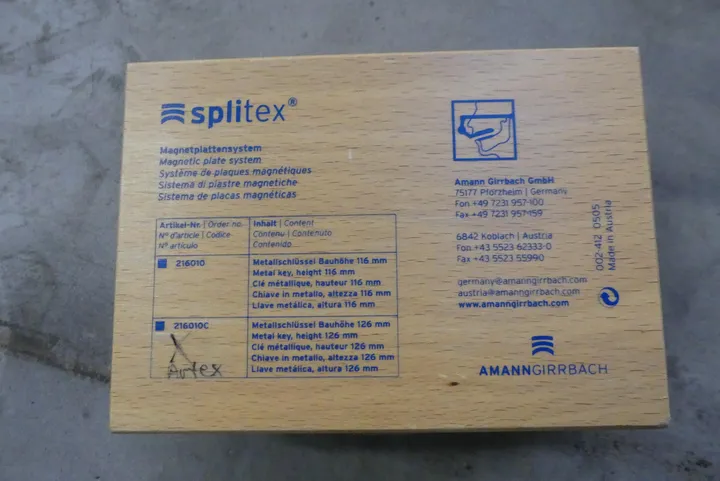 splitex®
Magnetplattensystem
Magnotic plate system
Système de plaques magnétiques
Sistema di piastre magnetiche
Sistema de placas magnéticas
Artikel-Nr. | Order no.
N° d'article | Codice
N° artículo
Inhalt | Content
Contenu | Contenuto
Contenido
216010
Metallschlüssel Bauhöhe 116 mm
Metal key, height 116 mm
Clé métallique, hauteur 116 mm
Chiave in metallo, altezza 116 mm
Llave metálica, altura 116 mm
216010C
X
Artex
Metallschlüssel Bauhöhe 126 mm
Metal key, height 126 mm
Clé métallique, hauteur 126 mm
Chiave in metallo, altezza 126 mm
Llave metálica, altura 126 mm
Amann Girrbach GmbH
75177 Pforzheim | Germany
Fon +49 7231 957-100
Fax +49 7231 957-159
6842 Koblach | Austria
Fon +43 5523 62333-0
Fax +43 5523 55990
germany@amanngirrbach.com
austria@amanngirrbach.com
www.amanngirrbach.com
002-412 0505
Made in Austria
AMANNGIRRBACH